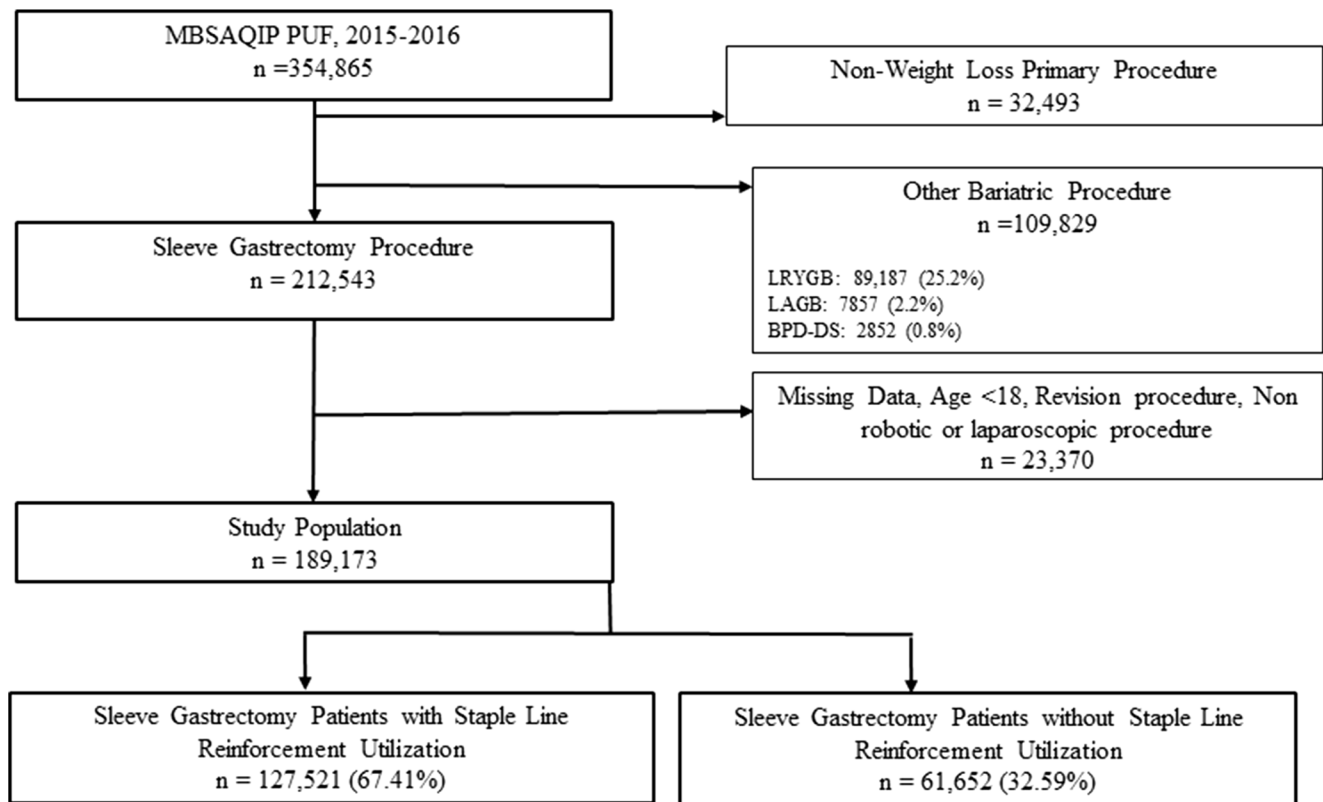 MBSAQIP PUF, 2015-2016
n =354,865
Non-Weight Loss Primary Procedure
n = 32,493
Other Bariatric Procedure
n =109,829
LRYGB: 89,187 (25.2%)
LAGB: 7857 (2.2%)
BPD-DS: 2852 (0.8%)
Sleeve Gastrectomy Procedure
n = 212,543
Missing Data, Age <18, Revision procedure, Non
robotic or laparoscopic procedure
n = 23,370
Study Population
n = 189,173
Sleeve Gastrectomy Patients with Staple Line
Reinforcement Utilization
n = 127,521 (67.41%)
Sleeve Gastrectomy Patients without Staple Line
Reinforcement Utilization
n = 61,652 (32.59%)